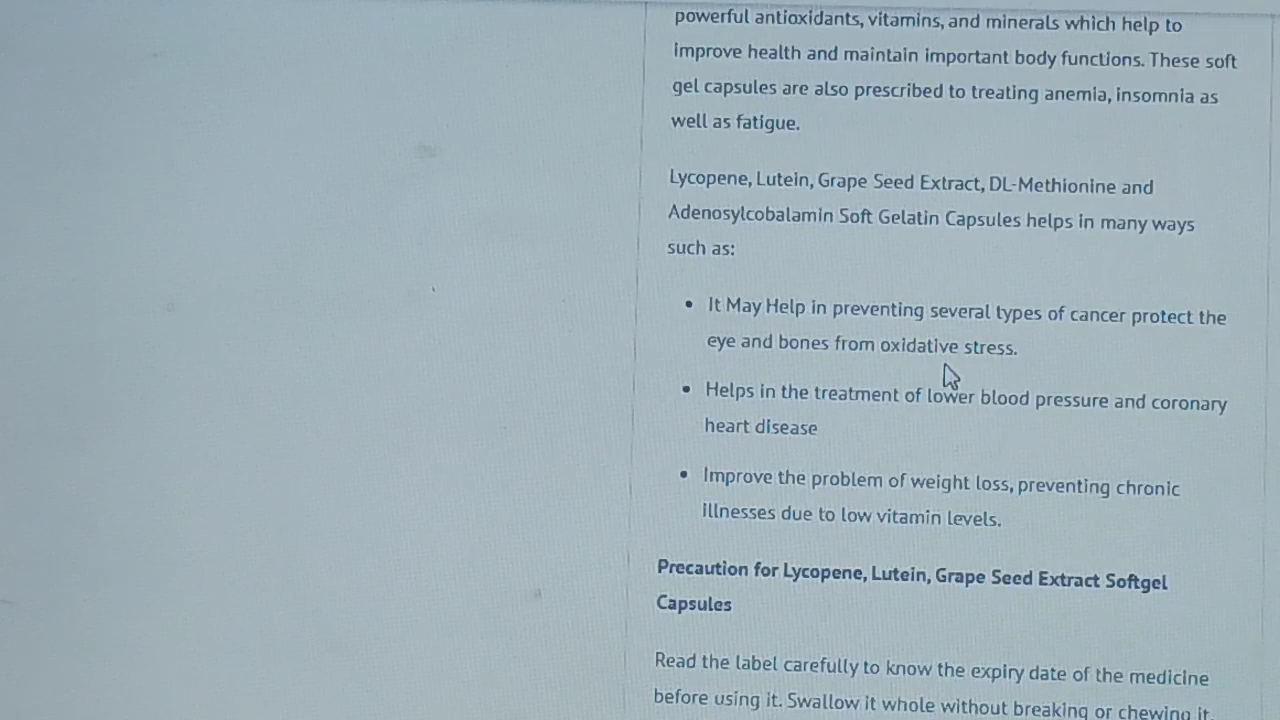 powerful antioxidants, vitamins, and minerals which help to
improve health and maintain important body functions. These soft
gel capsules are also prescribed to treating anemia, insomnia as
well as fatigue.
Lycopene, Lutein, Grape Seed Extract, DL-Methionine and
Adenosylcobalamin Soft Gelatin Capsules helps in many ways
such as:
• It May Help in preventing several types of cancer protect the
eye and bones from oxidative stress.
• Helps in the treatment of lower blood pressure and coronary
heart disease
• Improve the problem of weight loss, preventing chronic
illnesses due to low vitamin levels.
Precaution for Lycopene, Lutein, Grape Seed Extract Softgel
Capsules
Read the label carefully to know the expiry date of the medicine
before using it. Swallow it whole without breaking or chewing it.